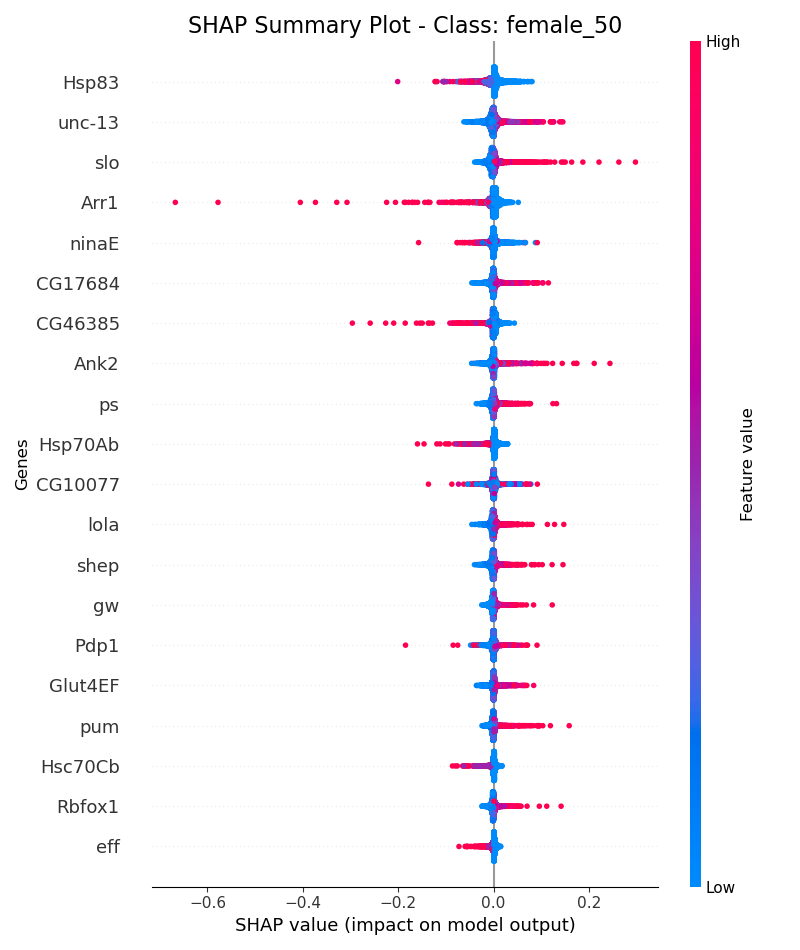 SHAP Summary Plot - Class: female_50
High
Hsp83
unc-13
slo
Arr1
ninaE
CG17684
CG46385
Ank2
ps
Hsp70Ab
CG10077
lola
shep
gw
Pdp1
Glut4EF
pum
Hsc70Cb
Rbfox1
eff
Genes
Feature value
Low
−0.6
−0.4
−0.2
0.0
0.2
SHAP value (impact on model output)